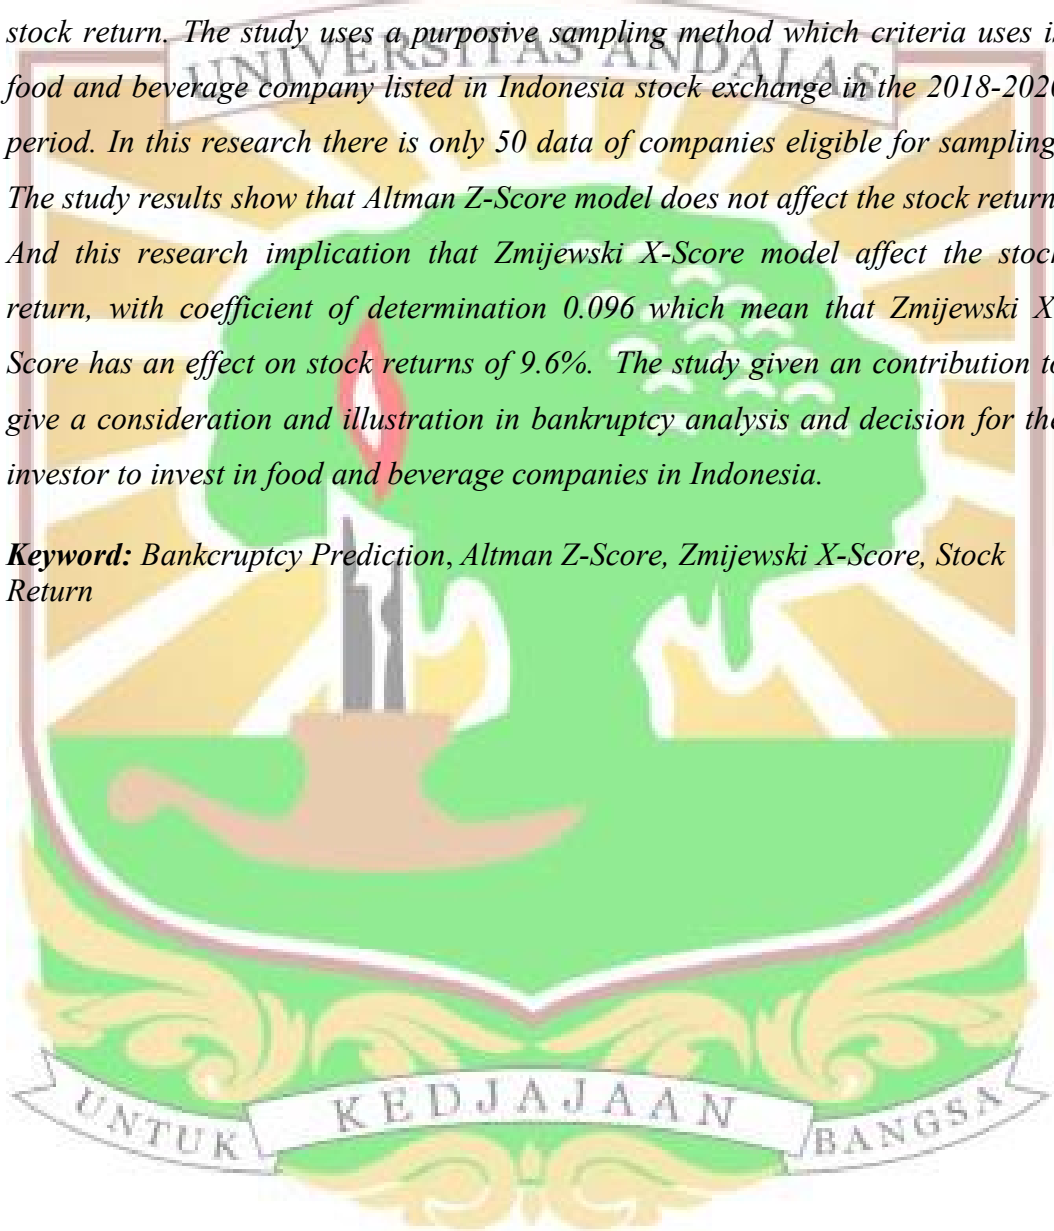 stock return. The study uses a purposive sampling method which criteria uses i
UNIVERSITAS ANDALAS
food and beverage company listed in Indonesia stock exchange in the 2018-2020
period. In this research there is only 50 data of companies eligible for sampling
The study results show that Altman Z-Score model does not affect the stock return
And this research implication that Zmijewski X-Score model affect the stock
return, with coefficient of determination 0.096 which mean that Zmijewski X-
Score has an effect on stock returns of 9.6%. The study given an contribution to
give a consideration and illustration in bankruptcy analysis and decision for the
investor to invest in food and beverage companies in Indonesia.
Keyword: Bankcruptcy Prediction, Altman Z-Score, Zmijewski X-Score, Stock
Return
UNTUK KEDJAJAAN BANGSA